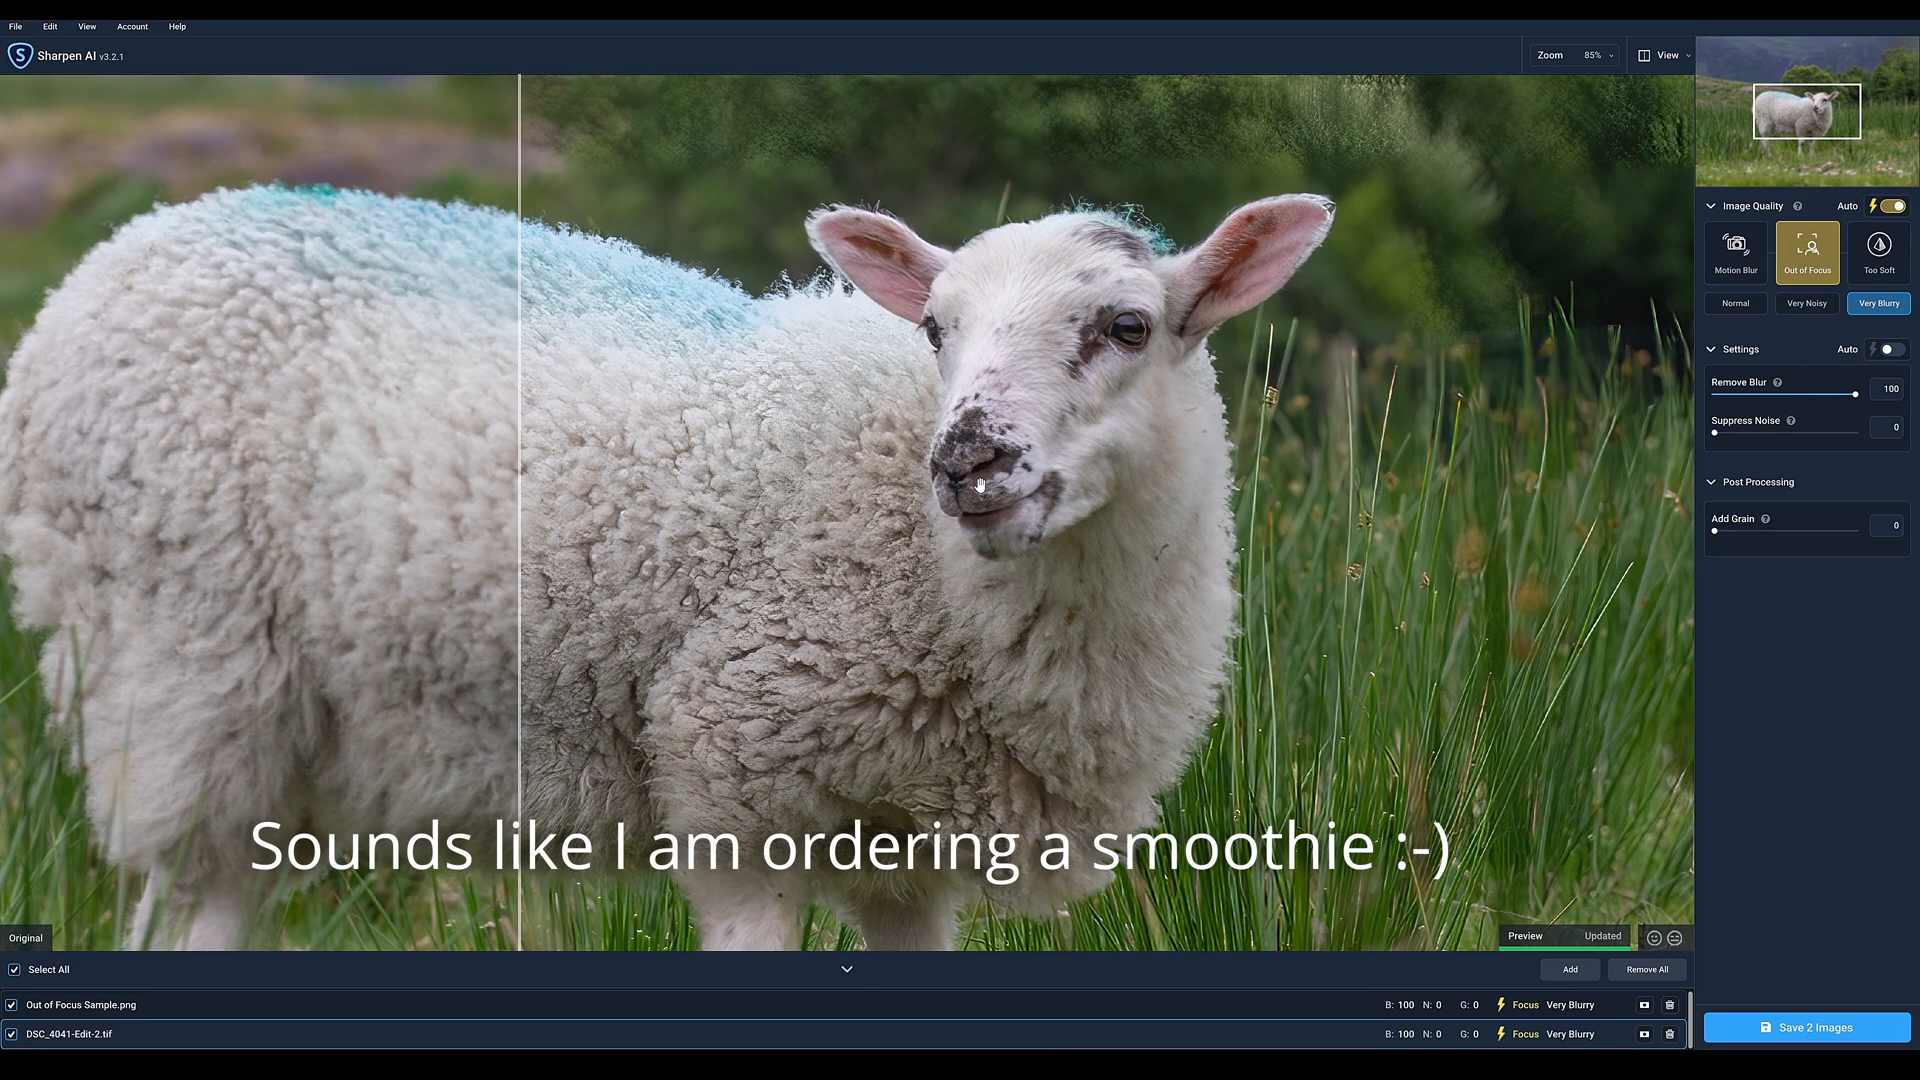 File Edit View Account Help
Sharpen AI v3.2.1
Zoom 85% View
Image Quality Auto
Motion Blur Out of Focus Too Soft
Normal Very Noisy Very Blurry
Settings Auto
Remove Blur 100
Suppress Noise 0
Post Processing
Add Grain 0
Sounds like I am ordering a smoothie :-)
Original
Preview Updated
Select All Add Remove All
Out of Focus Sample.png B: 100 N: 0 G: 0 Focus Very Blurry
DSC_4041-Edit-2.tif B: 100 N: 0 G: 0 Focus Very Blurry
Save 2 Images